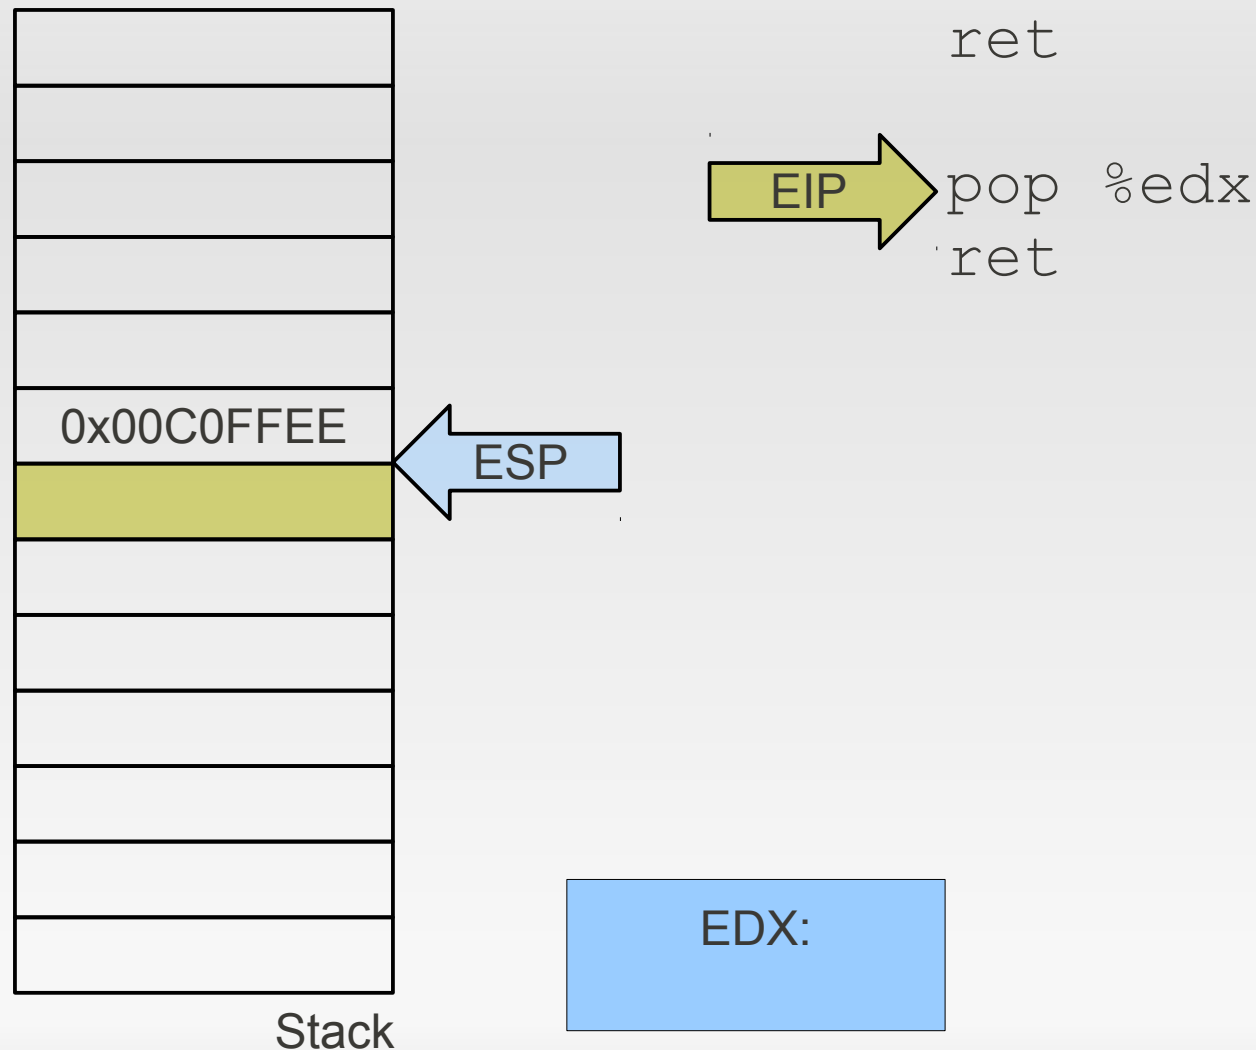 ret
EIP
pop %edx
ret
0x00C0FFEE
ESP
EDX:
Stack